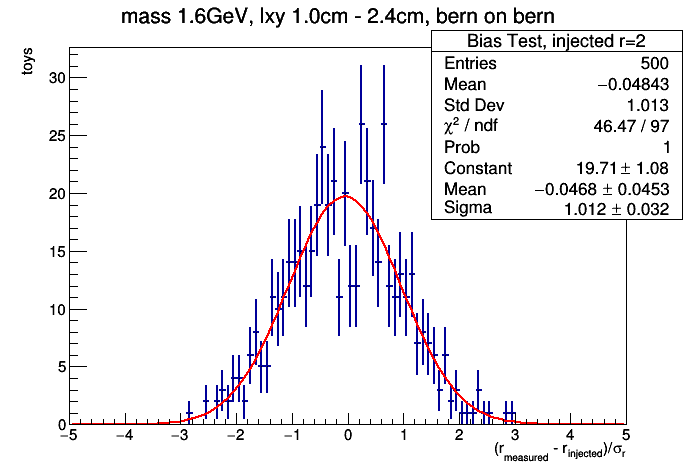 mass 1.6GeV, lxy 1.0cm - 2.4cm, bern on bern
Bias Test, injected r=2
Entries 500
Mean −0.04843
Std Dev 1.013
χ² / ndf 46.47 / 97
Prob 1
Constant 19.71 ± 1.08
Mean −0.0468 ± 0.0453
Sigma 1.012 ± 0.032
toys
30
25
20
15
10
5
0
−5 −4 −3 −2 −1 0 1 2 3 4 5
(r_measured - r_injected)/σ_r